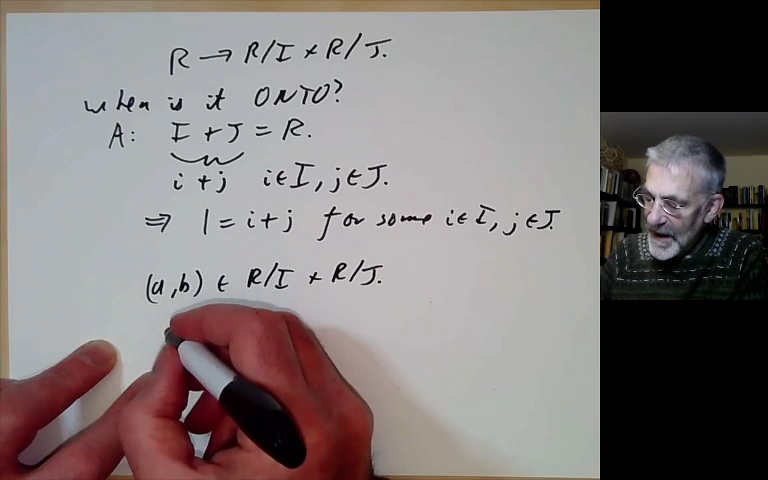 R → R/I × R/J.
when is it ONTO?
A: I + J = R.
i + j i ∈ I, j ∈ J.
⇒ 1 = i + j for some i ∈ I, j ∈ J.
(a, b) ∈ R/I × R/J.